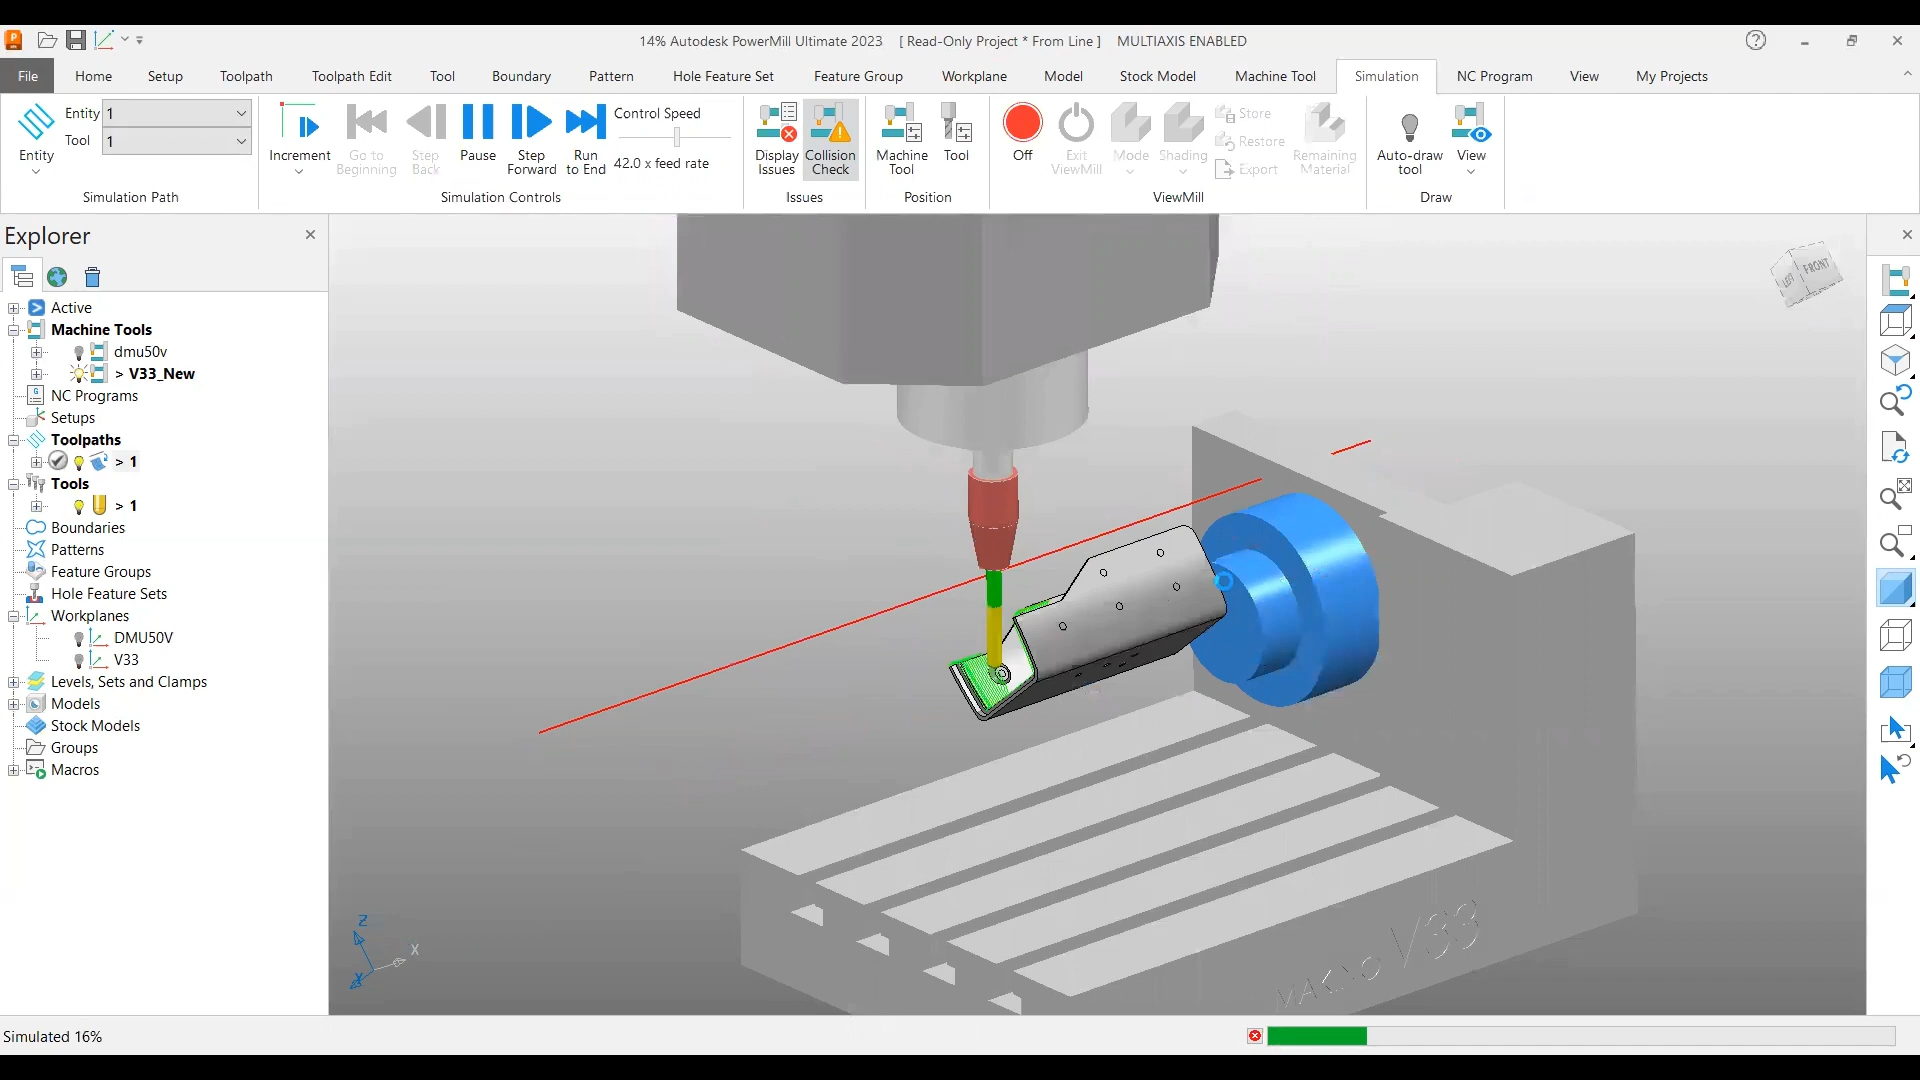 14% Autodesk PowerMill Ultimate 2023 [ Read-Only Project * From Line ] MULTIAXIS ENABLED
File Home Setup Toolpath Toolpath Edit Tool Boundary Pattern Hole Feature Set Feature Group Workplane Model Stock Model Machine Tool Simulation NC Program View My Projects
Entity
Entity 1
Tool 1
Simulation Path
Increment
Go to Beginning
Step Back
Pause
Step Forward
Run to End
Control Speed
42.0 x feed rate
Simulation Controls
Display Issues
Collision Check
Issues
Machine Tool
Tool
Position
Off
Exit ViewMill
Mode
Shading
Store
Restore
Export
Remaining Material
ViewMill
Auto-draw tool
View
Draw
Explorer
Active
Machine Tools
dmu50v
> V33_New
NC Programs
Setups
Toolpaths
> 1
Tools
> 1
Boundaries
Patterns
Feature Groups
Hole Feature Sets
Workplanes
DMU50V
V33
Levels, Sets and Clamps
Models
Stock Models
Groups
Macros
LEFT FRONT
MAKINO V33
Z
X
Y
Simulated 16%